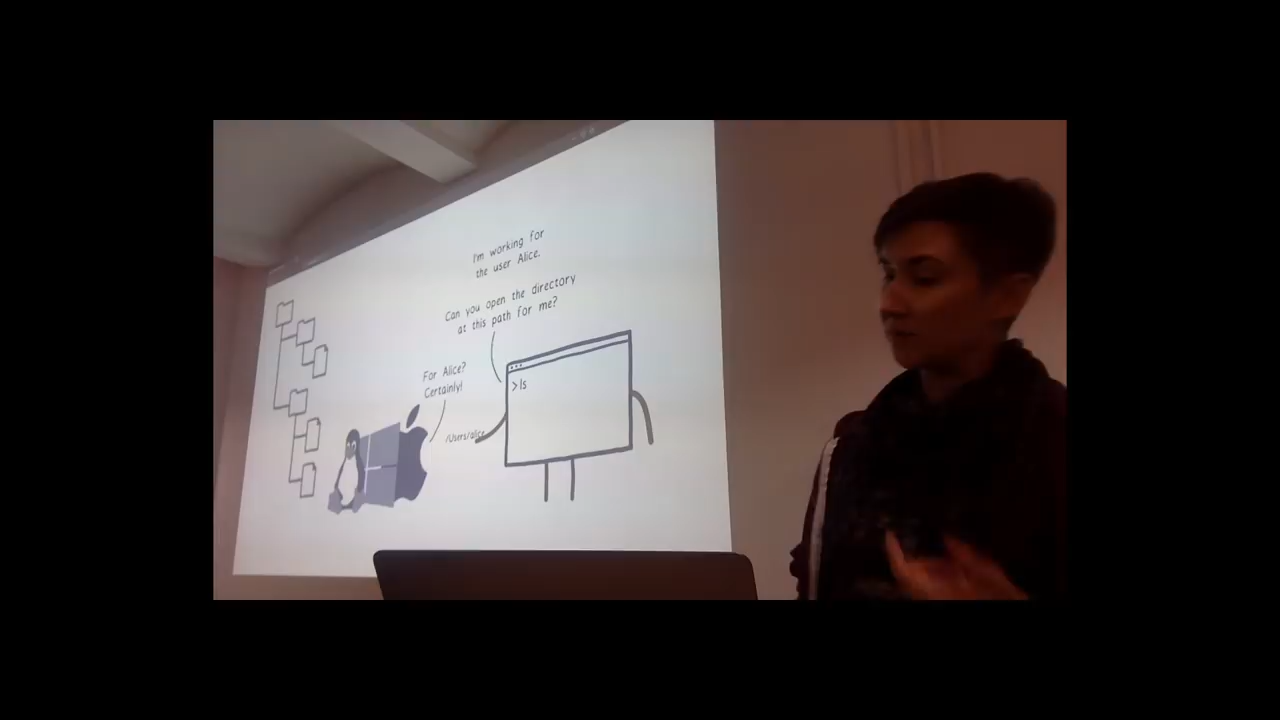 I'm working for
the user Alice.
Can you open the directory
at this path for me?
For Alice?
Certainly!
>ls
/Users/alice